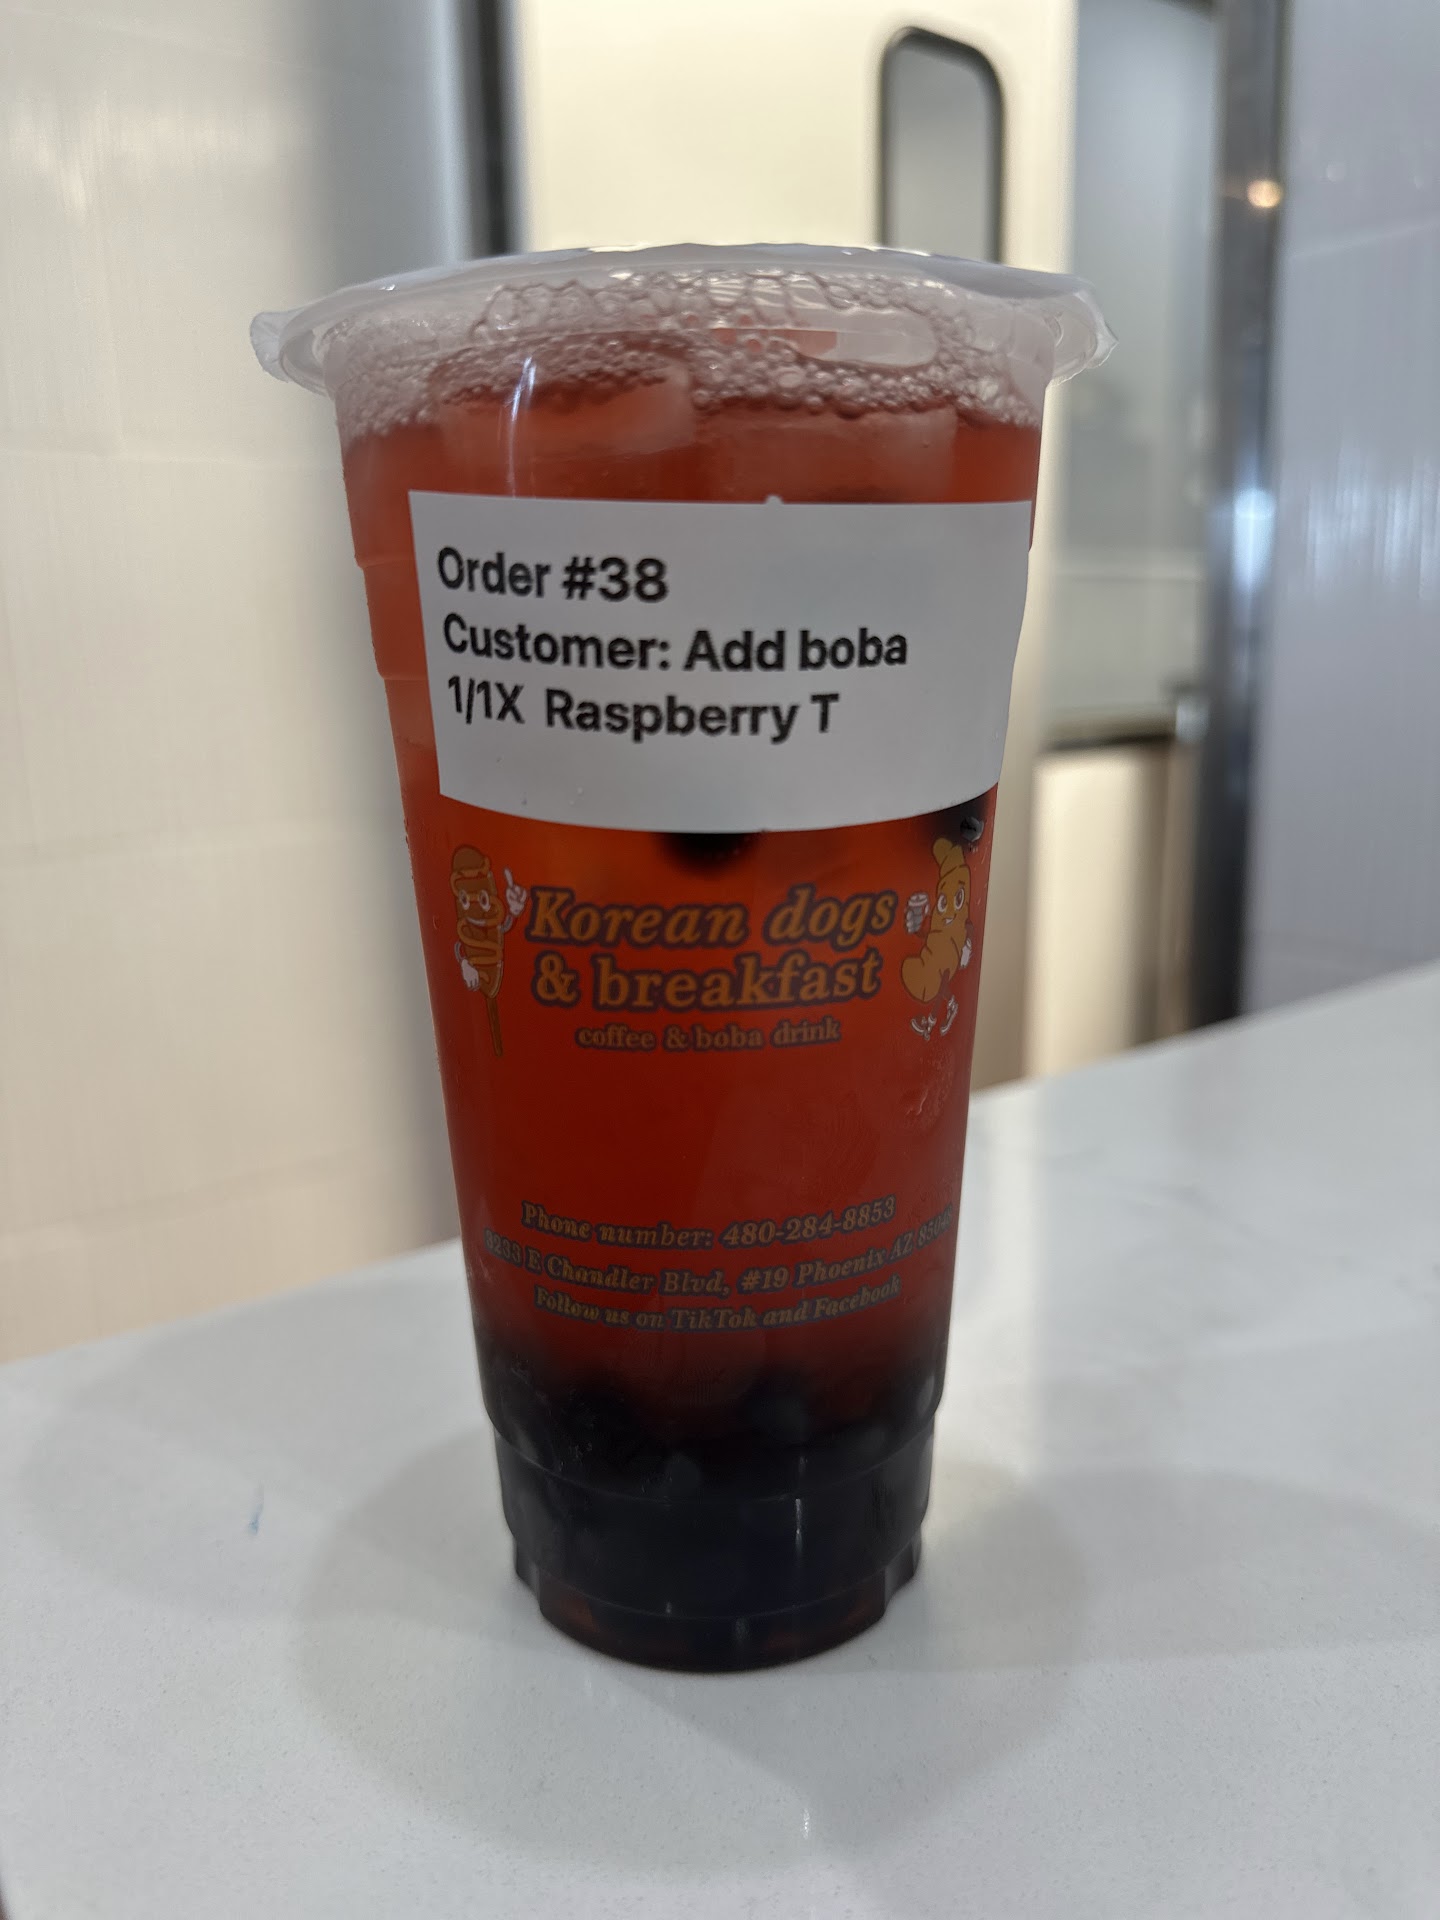 Order #38
Customer: Add boba
1/1X Raspberry T
Korean dogs
& breakfast
coffee & boba drink
Phone number: 480-284-8853
E Chandler Blvd, #19 Phoenix AZ 85048
Follow us on TikTok and Facebook